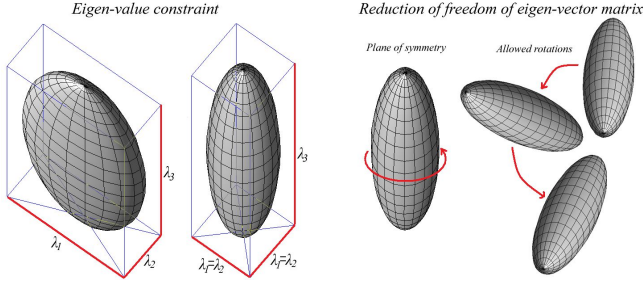 Eigen-value constraint
Reduction of freedom of eigen-vector matrix
Plane of symmetry
Allowed rotations
λ3
λ3
λ1
λ2
λ1=λ2
λ1=λ2